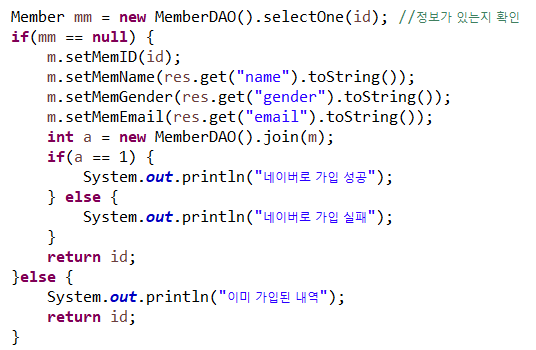 Member mm = new MemberDAO().selectOne(id); //정보가 있는지 확인
if(mm == null) {
    m.setMemID(id);
    m.setMemName(res.get("name").toString());
    m.setMemGender(res.get("gender").toString());
    m.setMemEmail(res.get("email").toString());
    int a = new MemberDAO().join(m);
    if(a == 1) {
        System.out.println("네이버로 가입 성공");
    } else {
        System.out.println("네이버로 가입 실패");
    }
    return id;
}else {
    System.out.println("이미 가입된 내역");
    return id;
}